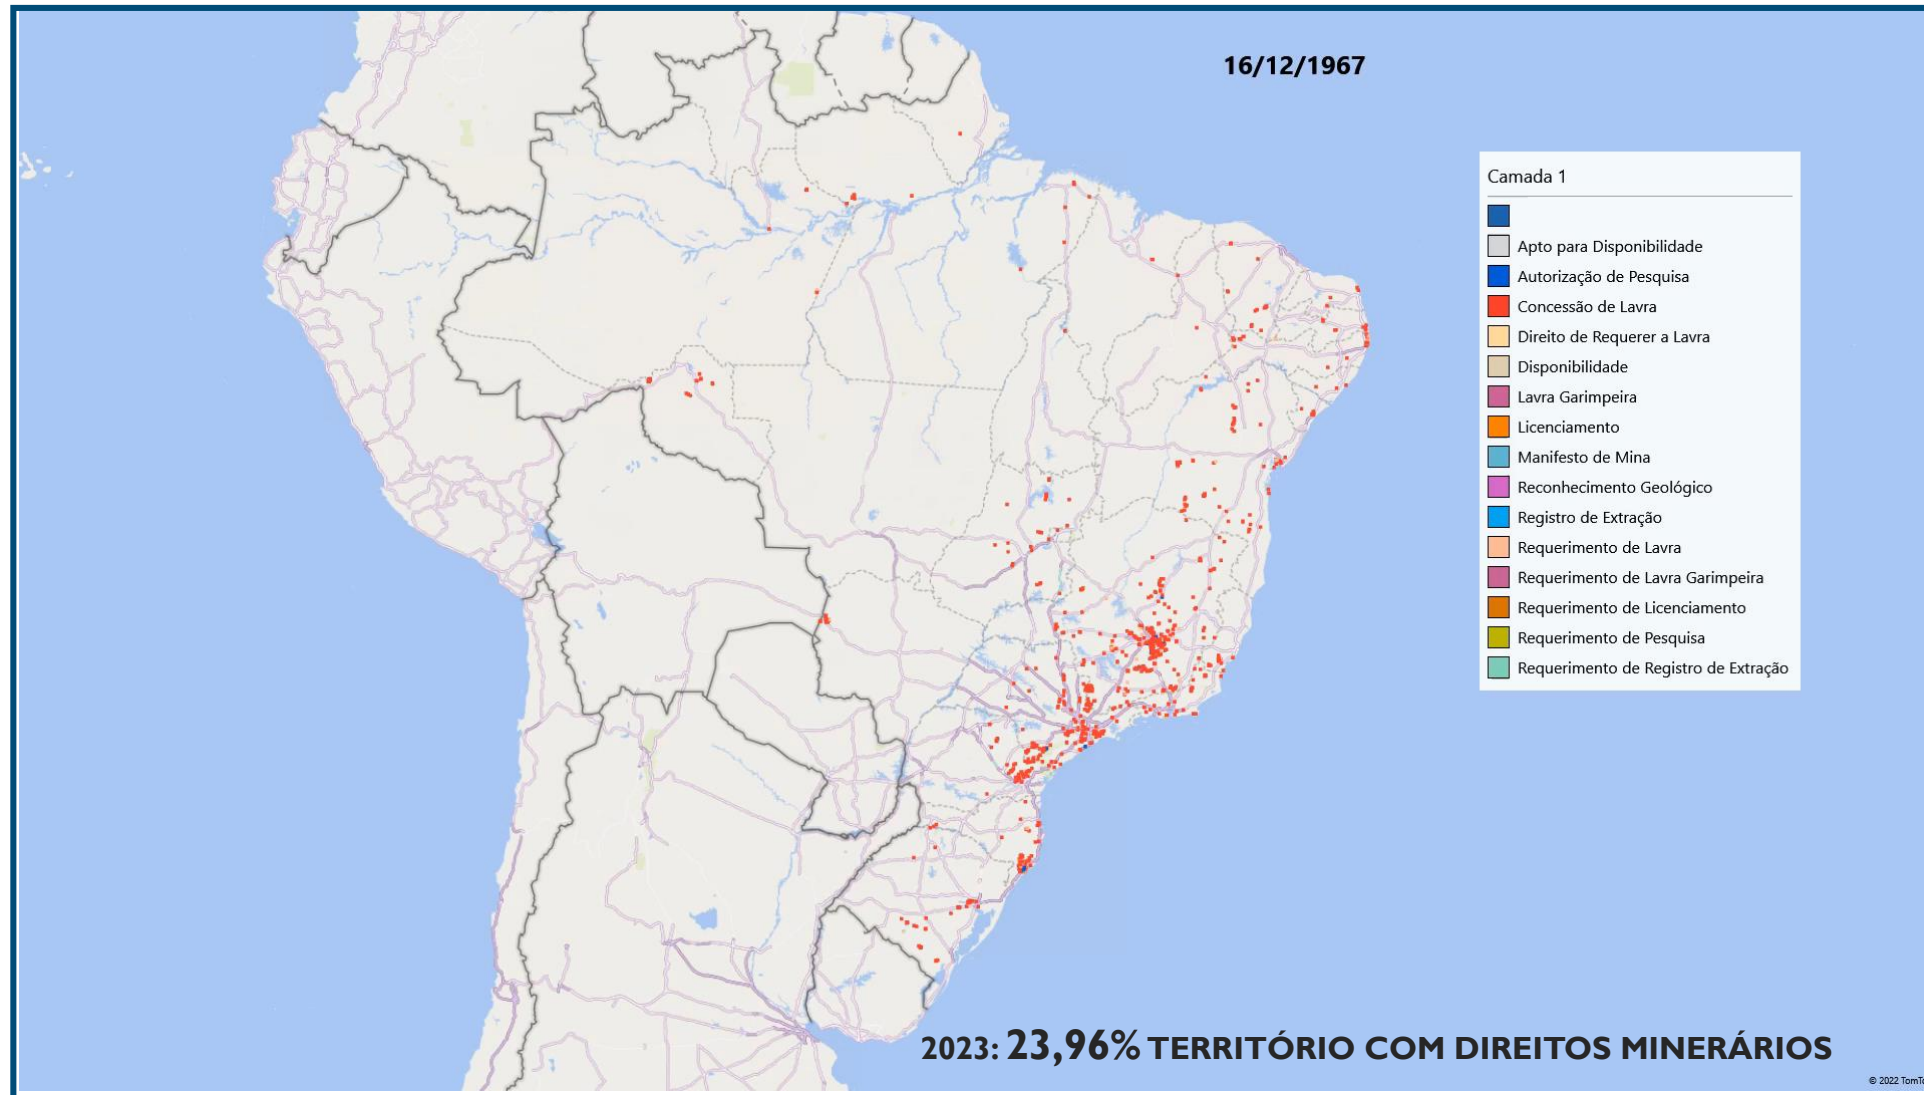 16/12/1967
Camada 1
Apto para Disponibilidade
Autorização de Pesquisa
Concessão de Lavra
Direito de Requerer a Lavra
Disponibilidade
Lavra Garimpeira
Licenciamento
Manifesto de Mina
Reconhecimento Geológico
Registro de Extração
Requerimento de Lavra
Requerimento de Lavra Garimpeira
Requerimento de Licenciamento
Requerimento de Pesquisa
Requerimento de Registro de Extração
2023: 23,96% TERRITÓRIO COM DIREITOS MINERÁRIOS
© 2022 TomTo